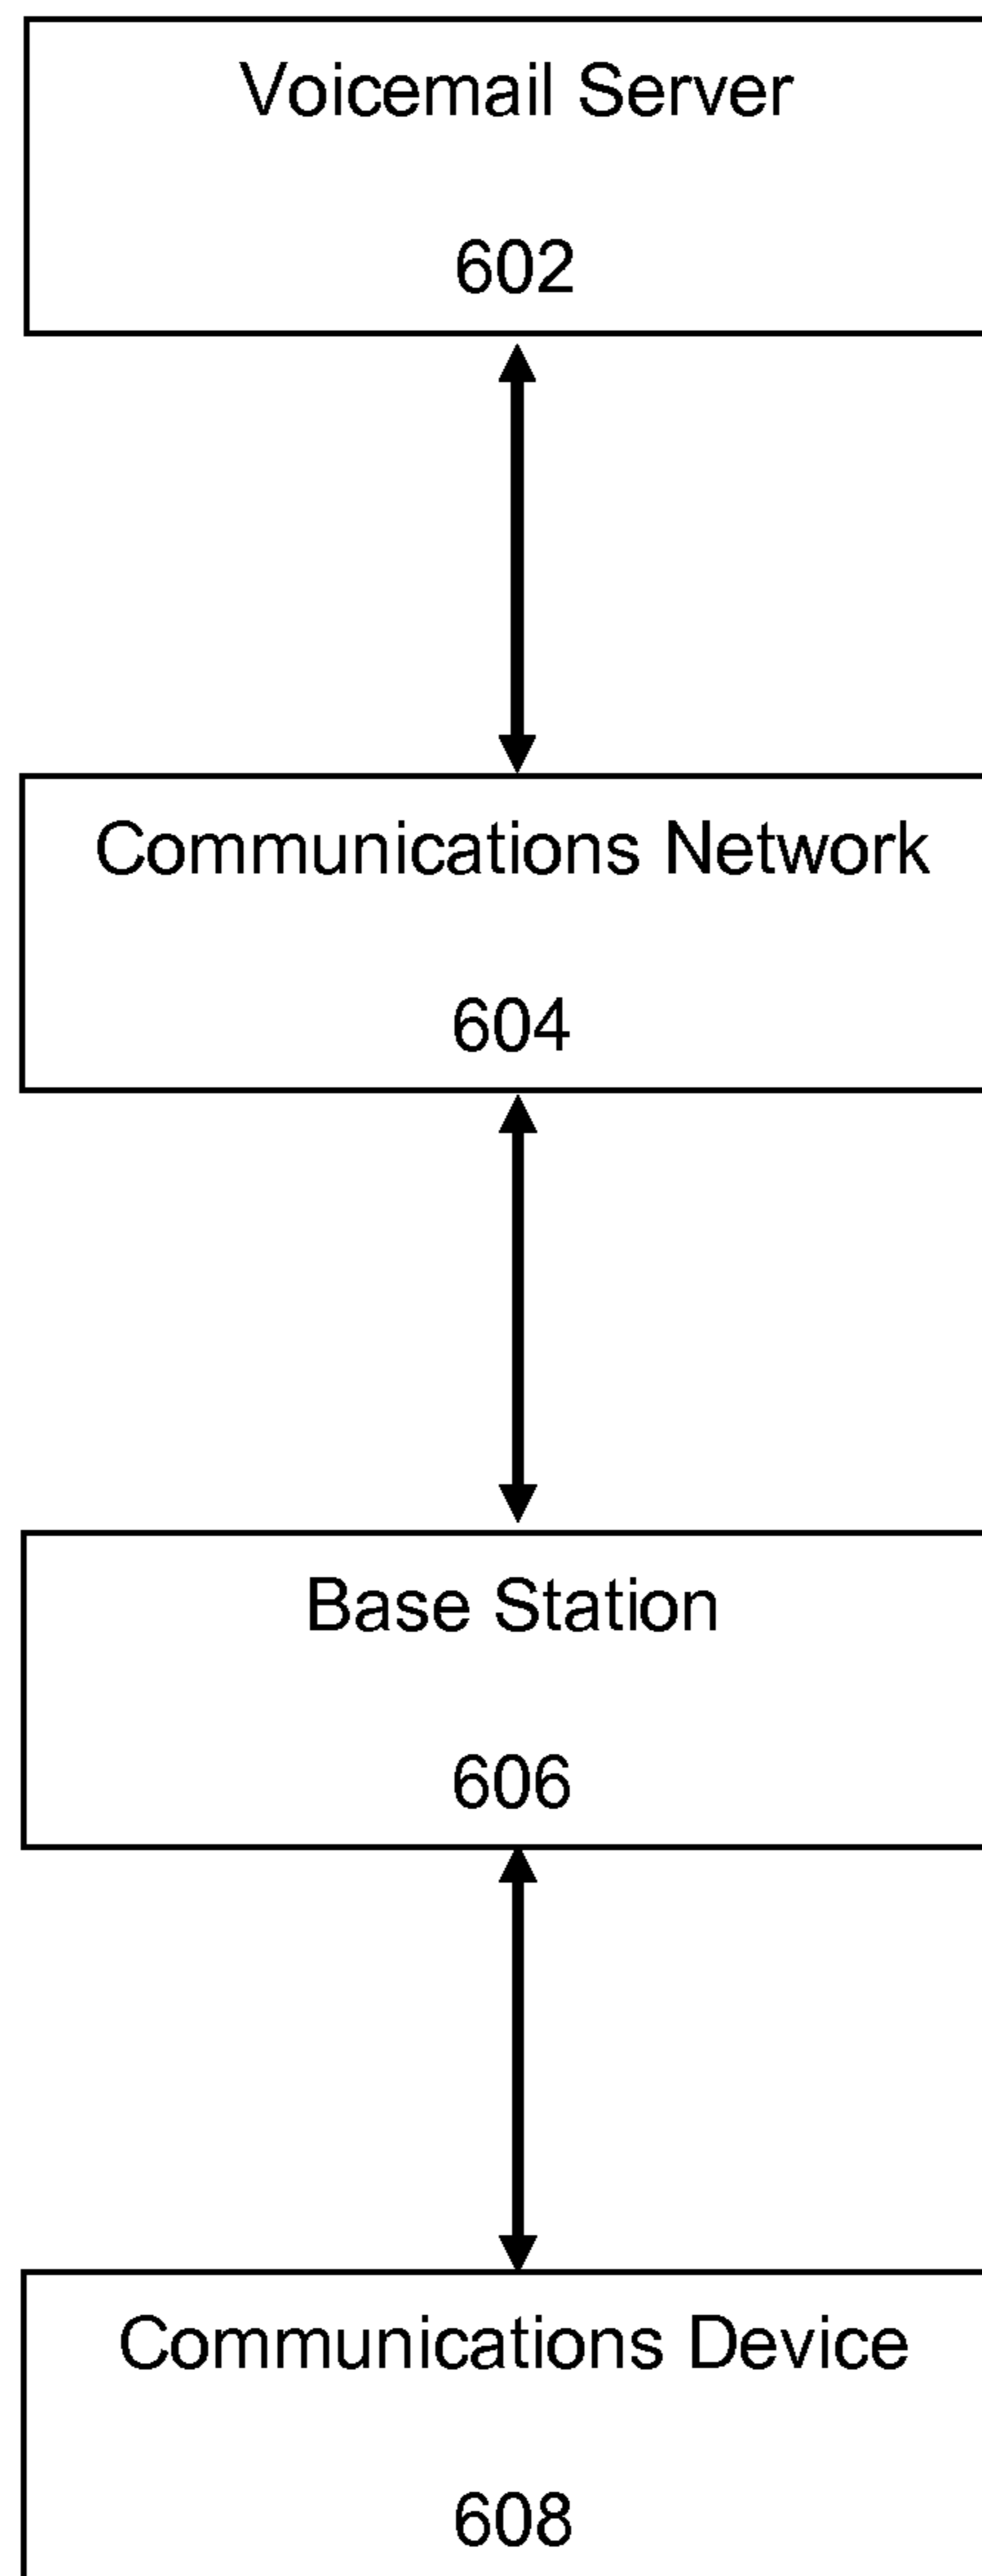 Voicemail Server
602
Communications Network
604
Base Station
606
Communications Device
608